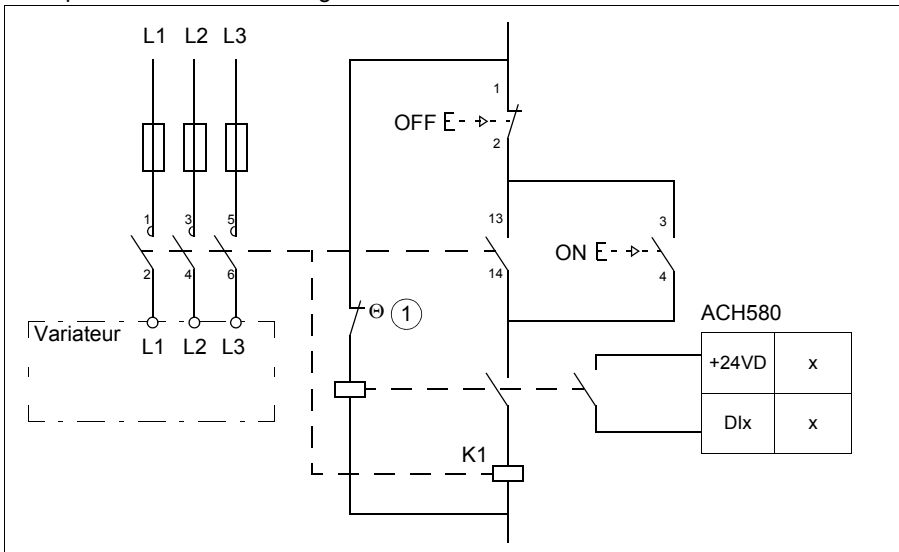 L1 L2 L3
1
OFF
2
1 3 5
13
3
ON
2 4 6
14
4
Θ 1
ACH580
Variateur
L1 L2 L3
+24VD x
DIx x
K1